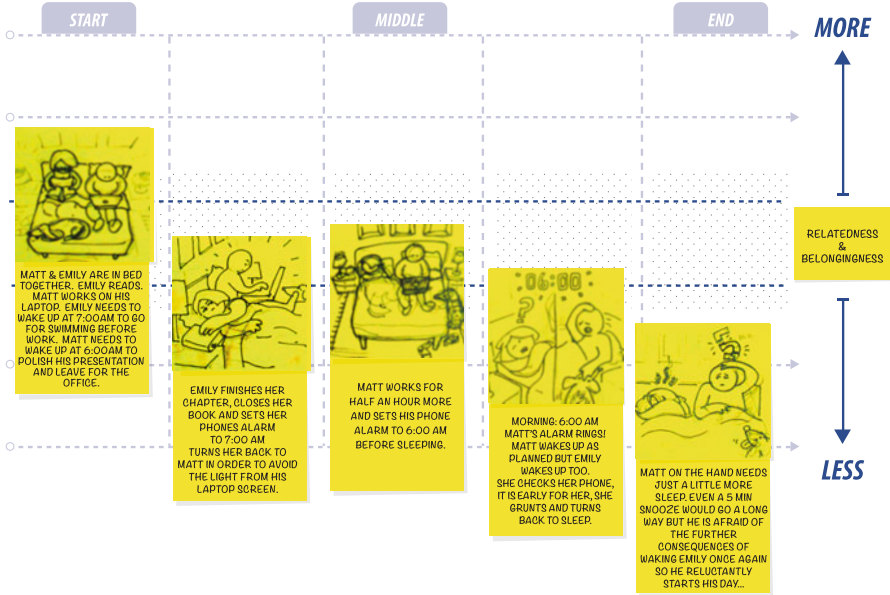 START
MIDDLE
END
MORE
MATT & EMILY ARE IN BED
TOGETHER. EMILY READS.
MATT WORKS ON HIS
LAPTOP. EMILY NEEDS TO
WAKE UP AT 7:00AM TO GO
FOR SWIMMING BEFORE
WORK. MATT NEEDS TO
WAKE UP AT 6:00AM TO
POLISH HIS PRESENTATION
AND LEAVE FOR THE
OFFICE.
EMILY FINISHES HER
CHAPTER, CLOSES HER
BOOK AND SETS HER
PHONES ALARM
TO 7:00 AM
TURNS HER BACK TO
MATT IN ORDER TO AVOID
THE LIGHT FROM HIS
LAPTOP SCREEN.
MATT WORKS FOR
HALF AN HOUR MORE
AND SETS HIS PHONE
ALARM TO 6:00 AM
BEFORE SLEEPING.
06:00
?
MORNING: 6:00 AM
MATT'S ALARM RINGS!
MATT WAKES UP AS
PLANNED BUT EMILY
WAKES UP TOO.
SHE CHECKS HER PHONE,
IT IS EARLY FOR HER, SHE
GRUNTS AND TURNS
BACK TO SLEEP.
MATT ON THE HAND NEEDS
JUST A LITTLE MORE
SLEEP. EVEN A 5 MIN
SNOOZE WOULD GO A LONG
WAY BUT HE IS AFRAID OF
THE FURTHER
CONSEQUENCES OF
WAKING EMILY ONCE AGAIN
SO HE RELUCTANTLY
STARTS HIS DAY...
RELATEDNESS
&
BELONGINGNESS
LESS